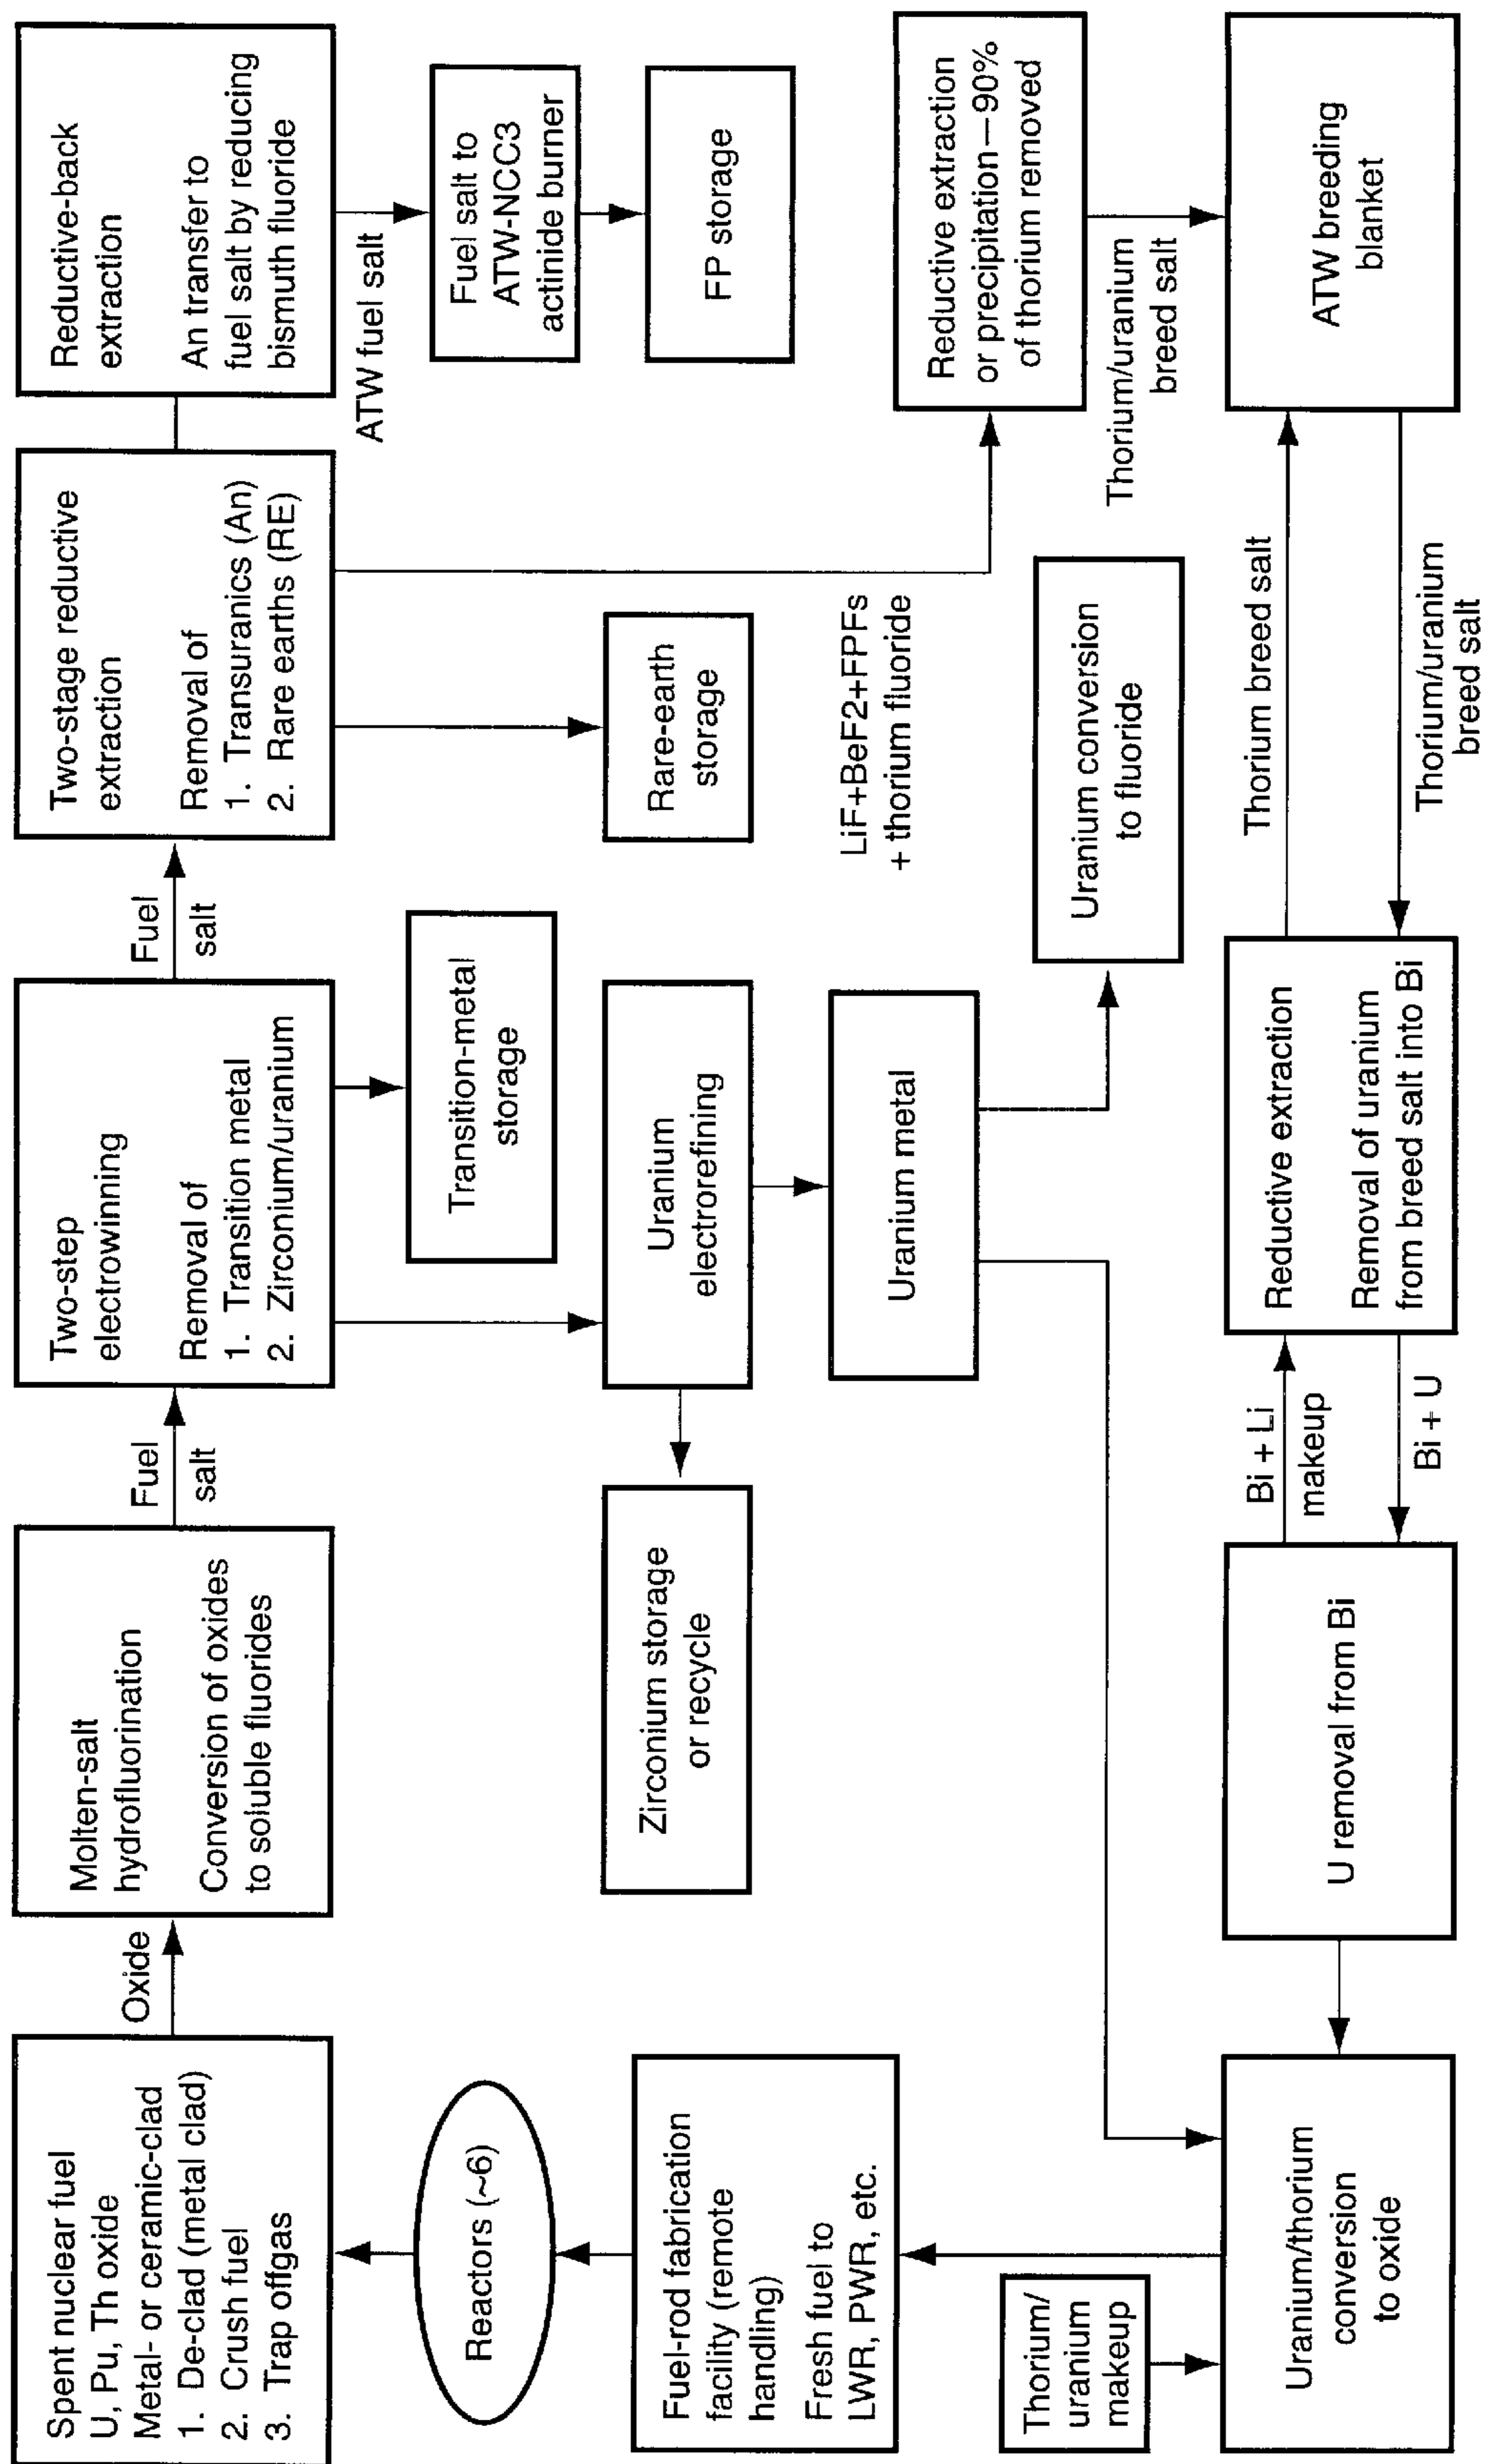 Spent nuclear fuel
U, Pu, Th oxide
Metal- or ceramic-clad
1. De-clad (metal clad)
2. Crush fuel
3. Trap offgas
Oxide
Molten-salt
hydrofluorination
Conversion of oxides
to soluble fluorides
Fuel
salt
Two-step
electrowinning
Removal of
1. Transition metal
2. Zirconium/uranium
Fuel
salt
Two-stage reductive
extraction
Removal of
1. Transuranics (An)
2. Rare earths (RE)
Reductive-back
extraction
An transfer to
fuel salt by reducing
bismuth fluoride
ATW fuel salt
Reactors (~6)
Transition-metal
storage
Fuel salt to
ATW-NCC3
actinide burner
Zirconium storage
or recycle
Uranium
electrorefining
Rare-earth
storage
FP storage
Fuel-rod fabrication
facility (remote
handling)
Fresh fuel to
LWR, PWR, etc.
Uranium metal
LiF+BeF2+FPFs
+ thorium fluoride
Reductive extraction
or precipitation—90%
of thorium removed
Thorium/
uranium
makeup
Uranium conversion
to fluoride
Thorium/uranium
breed salt
Uranium/thorium
conversion
to oxide
U removal from Bi
Bi + Li
makeup
Bi + U
Reductive extraction
Removal of uranium
from breed salt into Bi
Thorium breed salt
Thorium/uranium
breed salt
ATW breeding
blanket